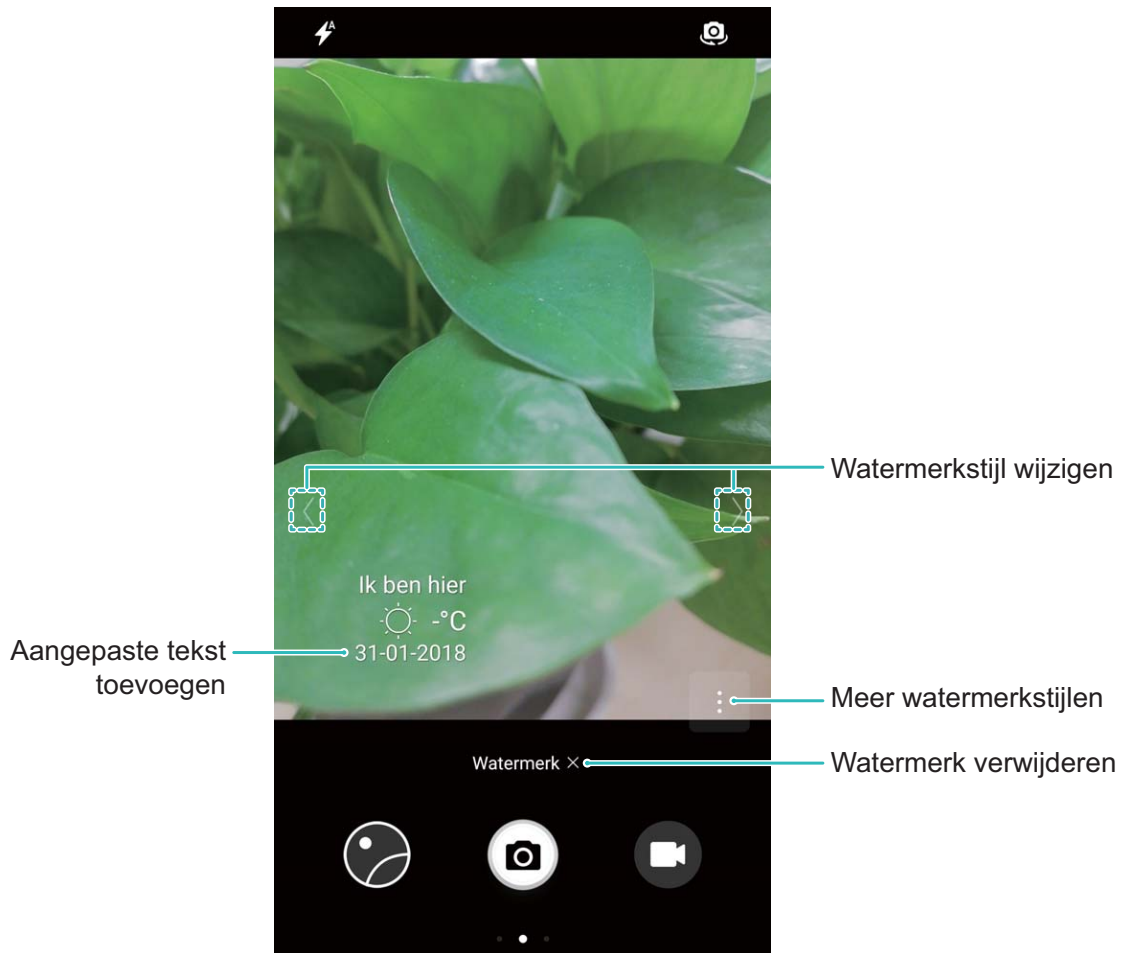 A
Watermerkstijl wijzigen
Ik ben hier
-°C
31-01-2018
Aangepaste tekst
toevoegen
Meer watermerkstijlen
Watermerk ×
Watermerk verwijderen